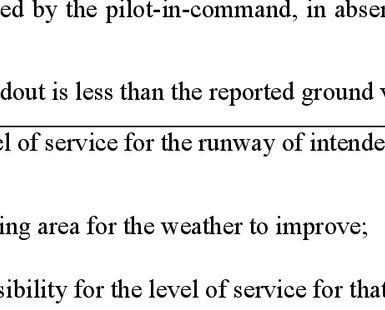 ed by the pilot-in-command, in absen
dout is less than the reported ground v
el of service for the runway of intende
ing area for the weather to improve;
sibility for the level of service for that